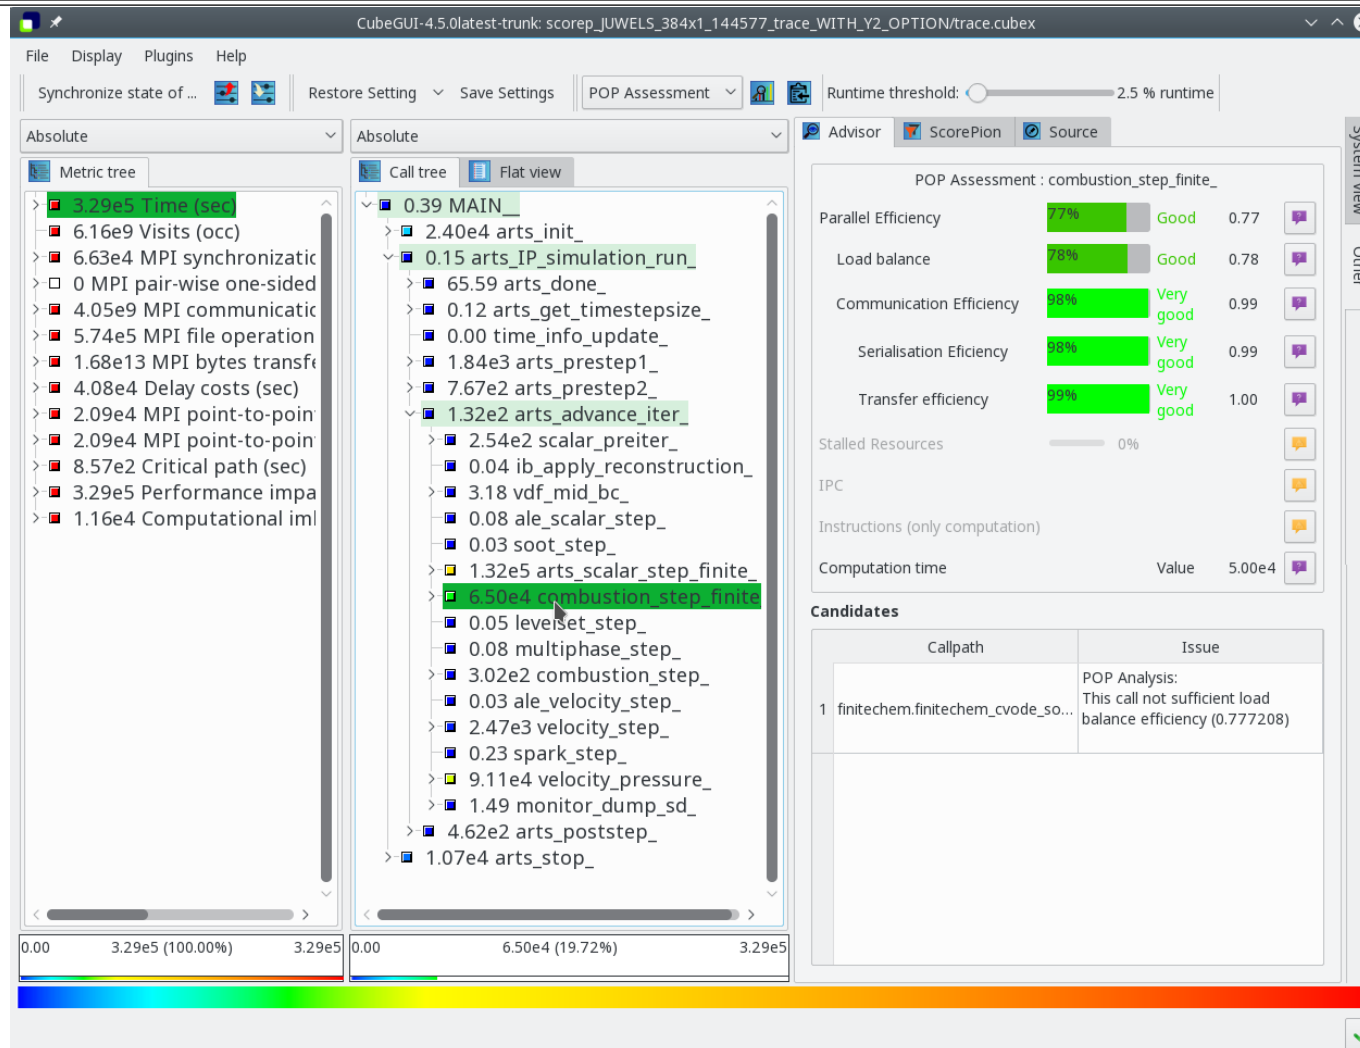 CubeGUI-4.5.0latest-trunk: scorep_JUWELS_384x1_144577_trace_WITH_Y2_OPTION/trace.cubex
File Display Plugins Help
Synchronize state of ... Restore Setting Save Settings POP Assessment Runtime threshold: 2.5 % runtime
Absolute
Metric tree
3.29e5 Time (sec)
6.16e9 Visits (occ)
6.63e4 MPI synchronizatic
0 MPI pair-wise one-sided
4.05e9 MPI communicatic
5.74e5 MPI file operation
1.68e13 MPI bytes transfe
4.08e4 Delay costs (sec)
2.09e4 MPI point-to-poin
2.09e4 MPI point-to-poin
8.57e2 Critical path (sec)
3.29e5 Performance impa
1.16e4 Computational iml
0.00 3.29e5 (100.00%) 3.29e5
Absolute
Call tree Flat view
0.39 MAIN__
2.40e4 arts_init_
0.15 arts_IP_simulation_run_
65.59 arts_done_
0.12 arts_get_timestepsize_
0.00 time_info_update_
1.84e3 arts_prestep1_
7.67e2 arts_prestep2_
1.32e2 arts_advance_iter_
2.54e2 scalar_preiter_
0.04 ib_apply_reconstruction_
3.18 vdf_mid_bc_
0.08 ale_scalar_step_
0.03 soot_step_
1.32e5 arts_scalar_step_finite_
6.50e4 combustion_step_finite
0.05 levelset_step_
0.08 multiphase_step_
3.02e2 combustion_step_
0.03 ale_velocity_step_
2.47e3 velocity_step_
0.23 spark_step_
9.11e4 velocity_pressure_
1.49 monitor_dump_sd_
4.62e2 arts_poststep_
1.07e4 arts_stop_
0.00 6.50e4 (19.72%) 3.29e5
Advisor ScorePion Source
POP Assessment : combustion_step_finite_
Parallel Efficiency 77% Good 0.77
Load balance 78% Good 0.78
Communication Efficiency 98% Very good 0.99
Serialisation Eficiency 98% Very good 0.99
Transfer efficiency 99% Very good 1.00
Stalled Resources 0%
IPC
Instructions (only computation)
Computation time Value 5.00e4
Candidates
Callpath Issue
1 finitechem.finitechem_cvode_so...
POP Analysis:
This call not sufficient load
balance efficiency (0.777208)
System View
Other